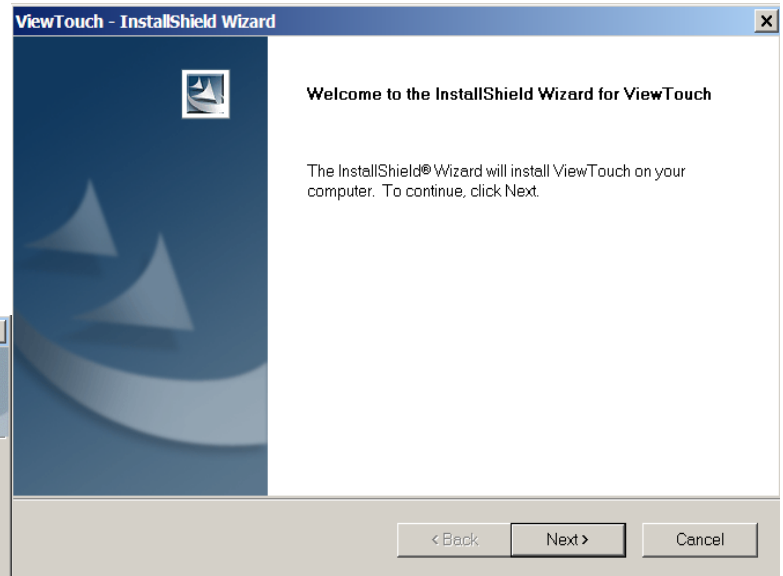 ViewTouch - InstallShield Wizard
Welcome to the InstallShield Wizard for ViewTouch
The InstallShield® Wizard will install ViewTouch on your
computer. To continue, click Next.
< Back
Next >
Cancel